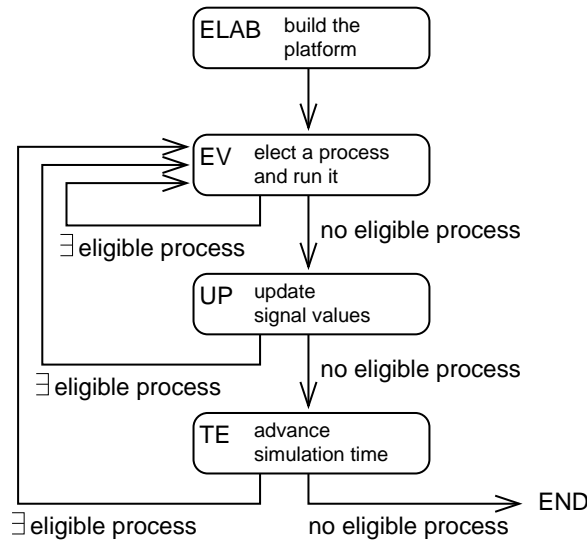 ELAB build the
platform
EV elect a process
and run it
no eligible process
∃ eligible process
UP update
signal values
no eligible process
∃ eligible process
TE advance
simulation time
END
∃ eligible process no eligible process